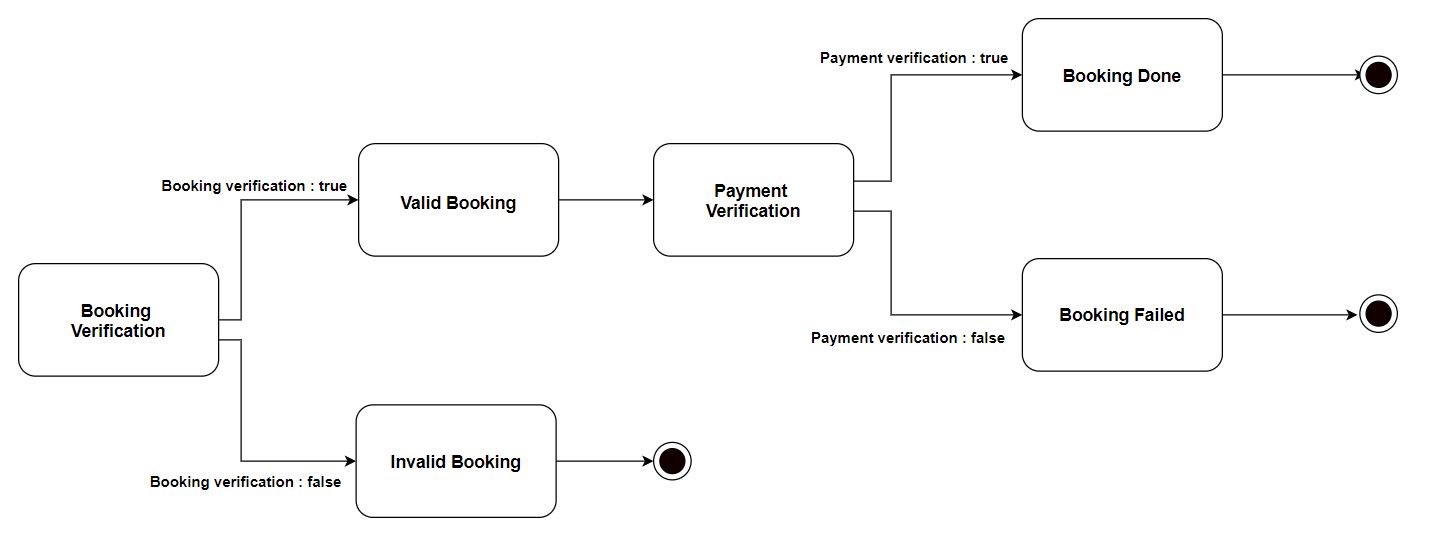 Payment verification : true
Booking Done
Booking verification : true
Valid Booking
Payment
Verification
Booking
Verification
Booking Failed
Payment verification : false
Invalid Booking
Booking verification : false